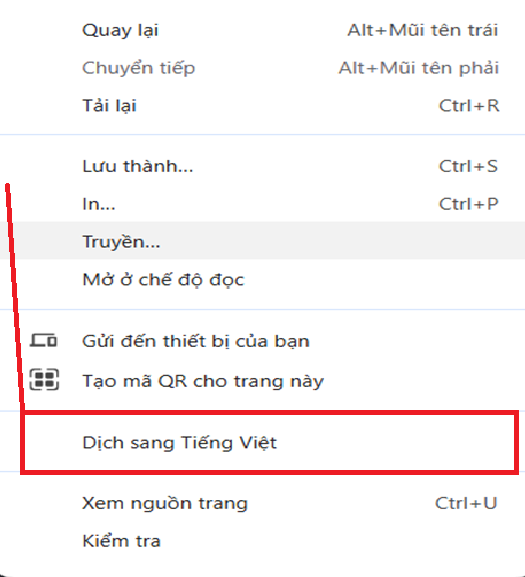 Quay lại Alt+Mũi tên trái
Chuyển tiếp Alt+Mũi tên phải
Tải lại Ctrl+R
Lưu thành... Ctrl+S
In... Ctrl+P
Truyền...
Mở ở chế độ đọc
Gửi đến thiết bị của bạn
Tạo mã QR cho trang này
Dịch sang Tiếng Việt
Xem nguồn trang Ctrl+U
Kiểm tra